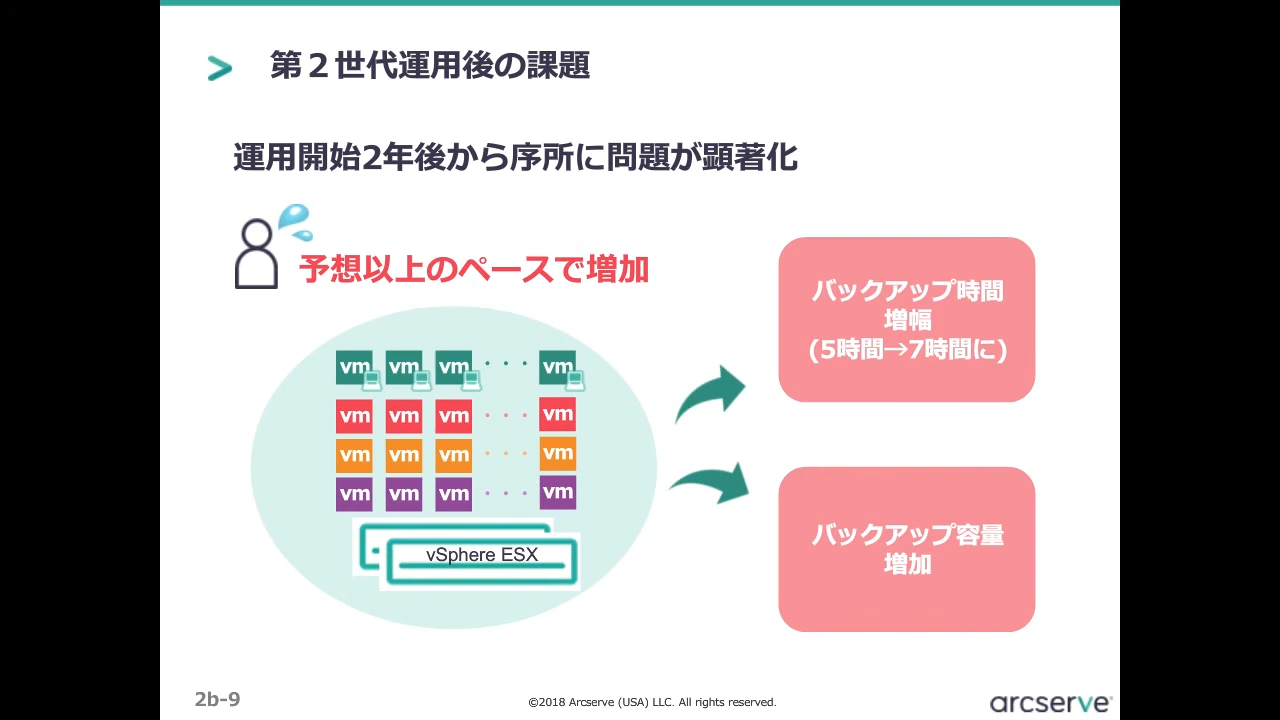 第２世代運用後の課題
運用開始2年後から序所に問題が顕著化
予想以上のペースで増加
バックアップ時間
増幅
(5時間→7時間に)
vm vm vm ・・・ vm
vm vm vm ・・・ vm
vm vm vm ・・・ vm
vm vm vm ・・・ vm
vSphere ESX
バックアップ容量
増加
2b-9
©2018 Arcserve (USA) LLC. All rights reserved.
arcserve®